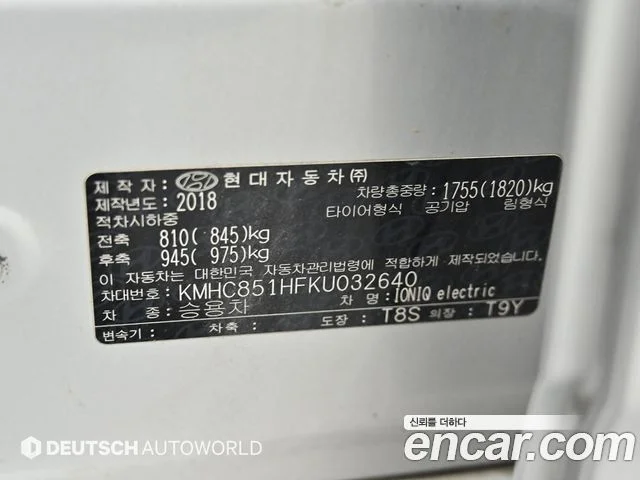 제 작 자 : 현대자동차㈜
제작년도: 2018 차량총중량: 1755(1820)kg
적차시하중 타이어형식 공기압 림형식
전축 810( 845)kg
후축 945( 975)kg
이 자동차는 대한민국 자동차관리법령에 적합하게 제작되었음.
차대번호: KMHC851HFKU032640
차 종: 승용차 차 명: IONIQ electric
변속기: 차축: 도장: T8S 의장: T9Y
신뢰를 더하다
DEUTSCH AUTOWORLD
encar.com